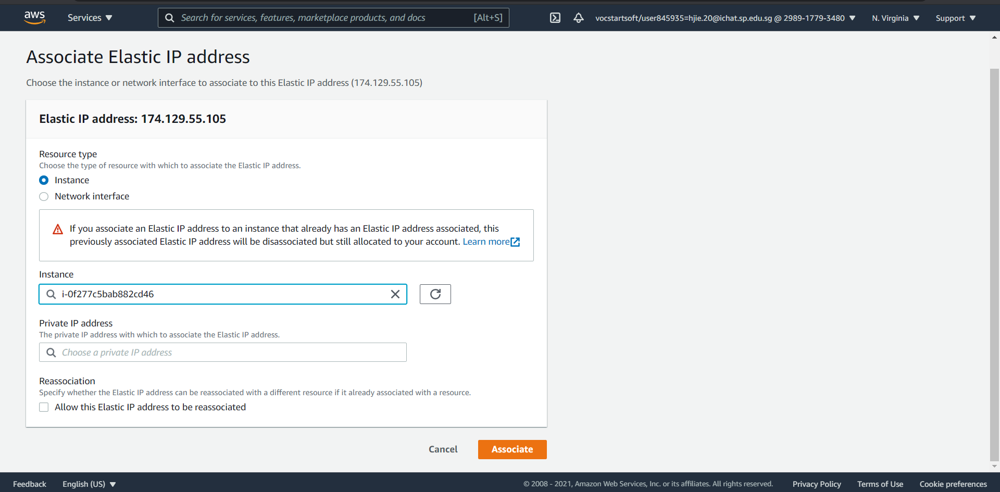 aws
Services
Search for services, features, marketplace products, and docs
[Alt+S]
vocstartsoft/user845935=hjie.20@ichat.sp.edu.sg @ 2989-1779-3480
N. Virginia
Support
Associate Elastic IP address
Choose the instance or network interface to associate to this Elastic IP address (174.129.55.105)
Elastic IP address: 174.129.55.105
Resource type
Choose the type of resource with which to associate the Elastic IP address.
Instance
Network interface
If you associate an Elastic IP address to an instance that already has an Elastic IP address associated, this
previously associated Elastic IP address will be disassociated but still allocated to your account. Learn more
Instance
i-0f277c5bab882cd46
Private IP address
The private IP address with which to associate the Elastic IP address.
Choose a private IP address
Reassociation
Specify whether the Elastic IP address can be reassociated with a different resource if it already associated with a resource.
Allow this Elastic IP address to be reassociated
Cancel
Associate
Feedback
English (US)
© 2008 - 2021, Amazon Web Services, Inc. or its affiliates. All rights reserved.
Privacy Policy
Terms of Use
Cookie preferences